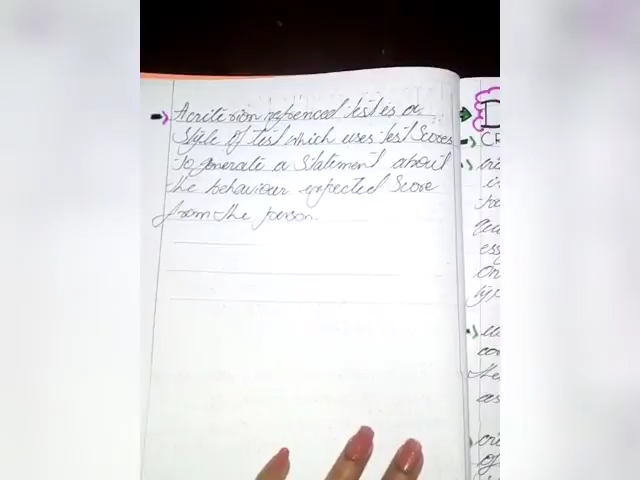 A criterion referenced test is a
style of test which uses test Scores
to generate a Statement about
the behaviour expected Score
from the person.
CR